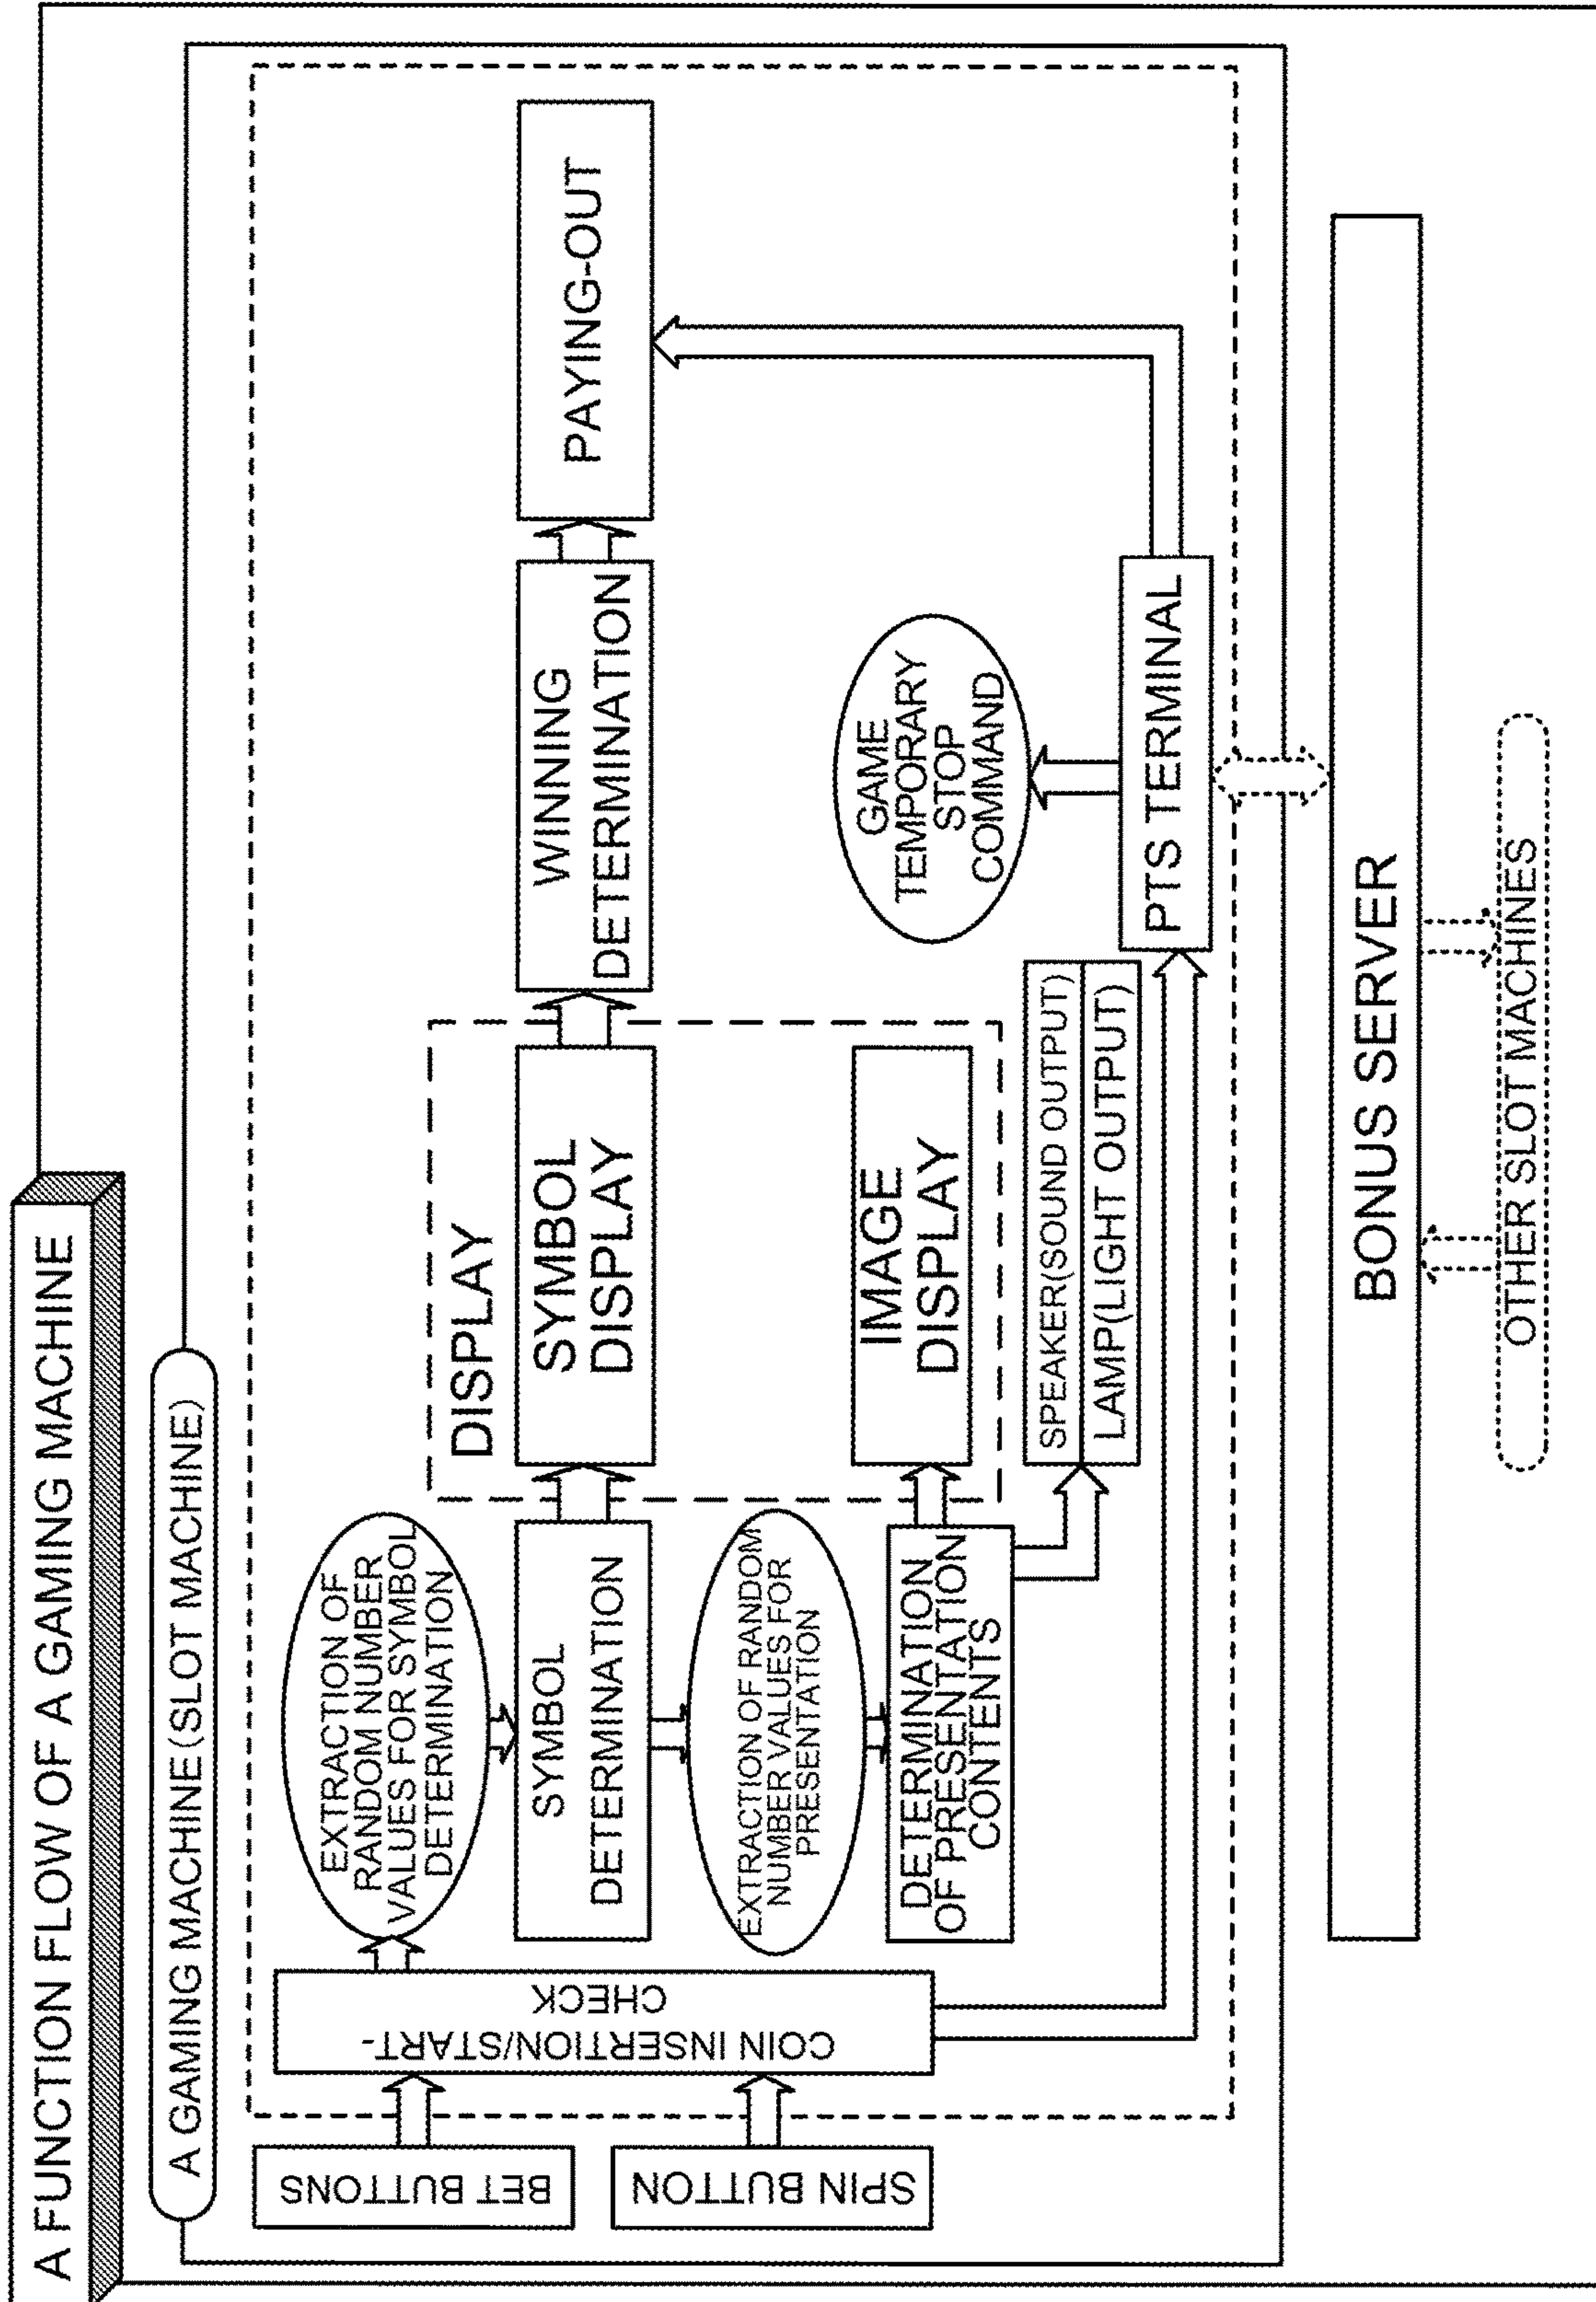 A FUNCTION FLOW OF A GAMING MACHINE
A GAMING MACHINE (SLOT MACHINE)
BET BUTTONS
SPIN BUTTON
COIN INSERTION/START-
CHECK
EXTRACTION OF
RANDOM NUMBER
VALUES FOR SYMBOL
DETERMINATION
SYMBOL
DETERMINATION
EXTRACTION OF RANDOM
NUMBER VALUES FOR
PRESENTATION
DETERMINATION
OF PRESENTATION
CONTENTS
DISPLAY
SYMBOL
DISPLAY
IMAGE
DISPLAY
SPEAKER(SOUND OUTPUT)
LAMP(LIGHT OUTPUT)
WINNING
DETERMINATION
PAYING-OUT
GAME
TEMPORARY
STOP
COMMAND
PTS TERMINAL
BONUS SERVER
OTHER SLOT MACHINES